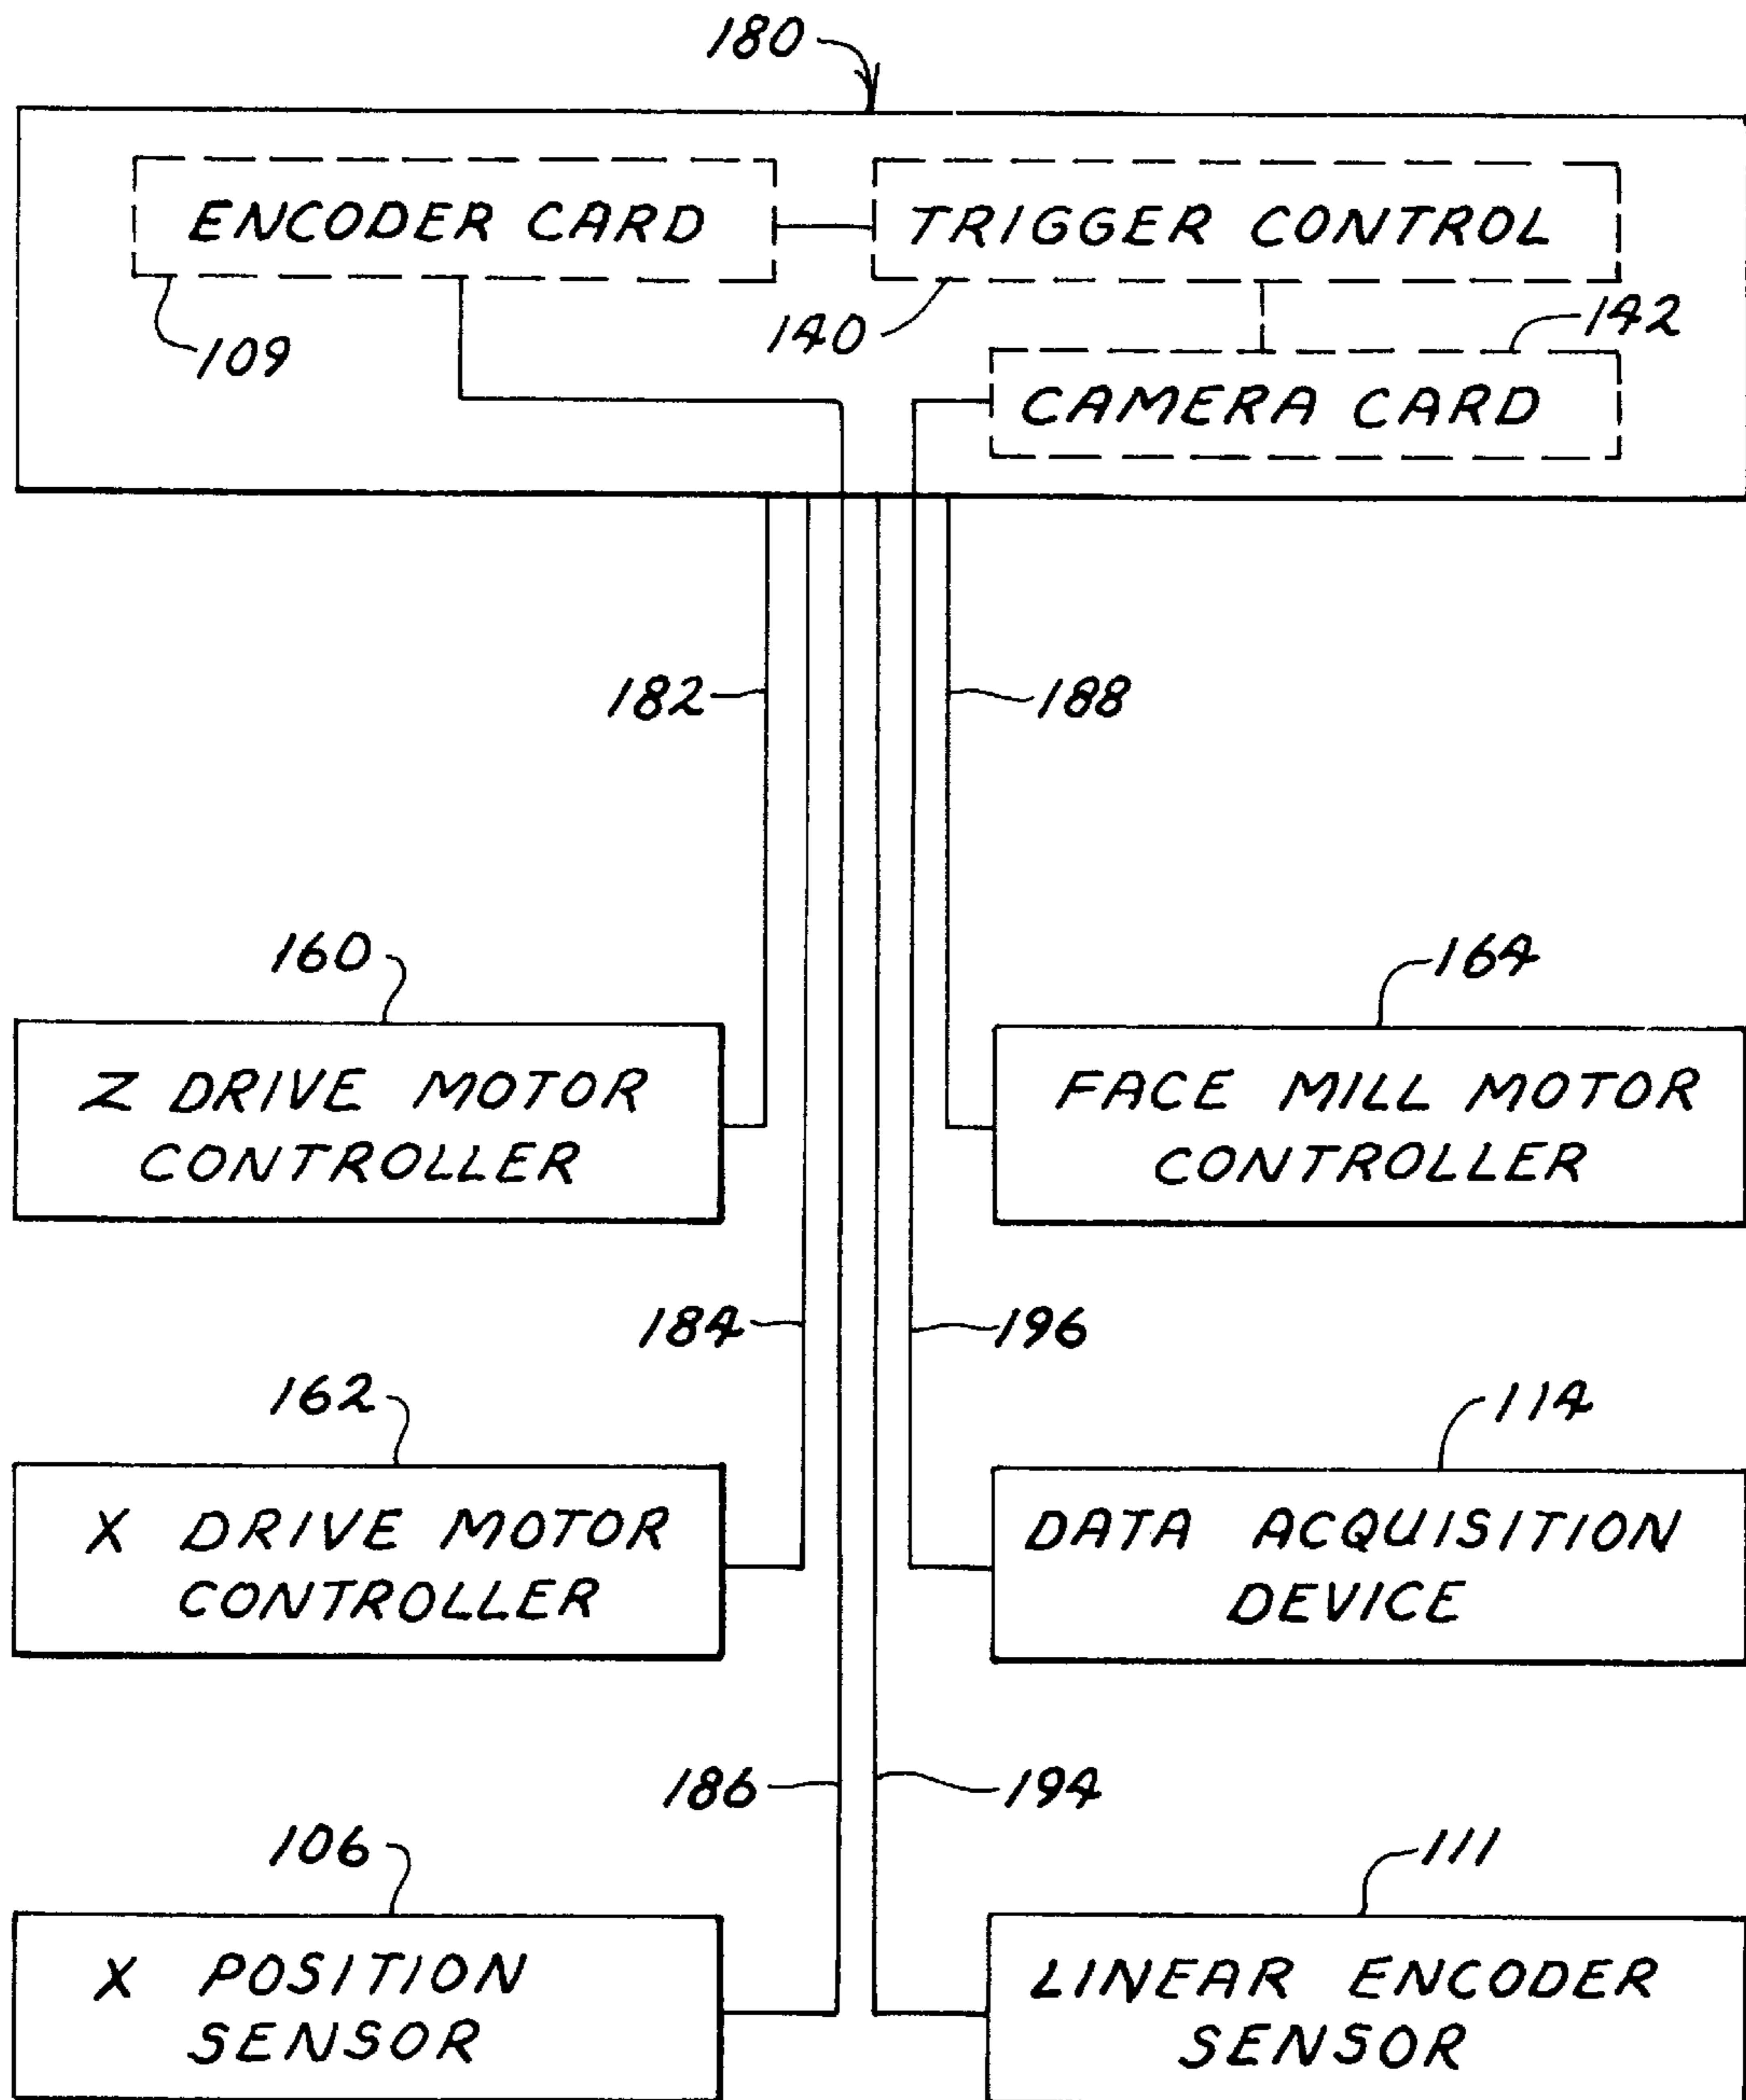 180
ENCODER CARD
TRIGGER CONTROL
109
140
142
CAMERA CARD
182
188
160
164
Z DRIVE MOTOR
CONTROLLER
FACE MILL MOTOR
CONTROLLER
184
196
162
114
X DRIVE MOTOR
CONTROLLER
DATA ACQUISITION
DEVICE
186
194
106
111
X POSITION
SENSOR
LINEAR ENCODER
SENSOR